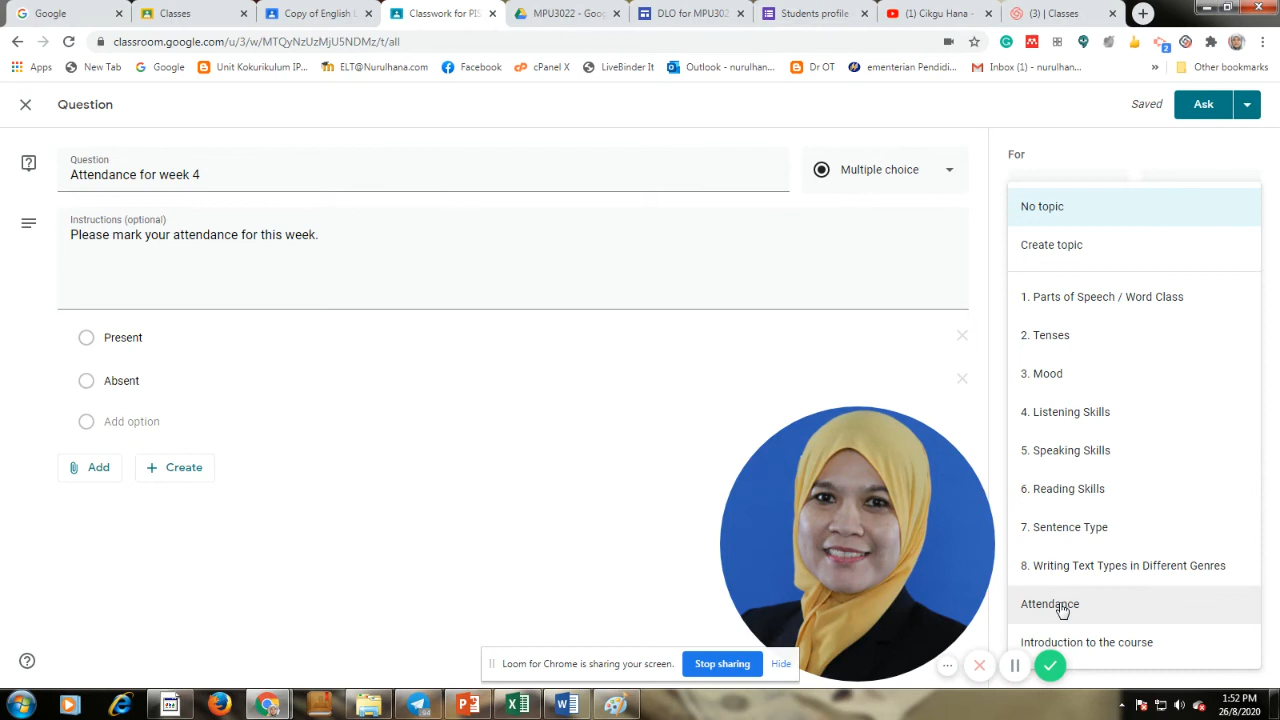 Google
Classes
Copy of English L
Classwork for PIS
MPU3022 - Goog
DLO for MPU302
Students profilin
(1) Cikgu Hana -
(3) | Classes
classroom.google.com/u/3/w/MTQyNzUzMjU5NDMz/t/all
2
Apps
New Tab
Google
Unit Kokurikulum IP...
ELT@Nurulhana.com
Facebook
cPanel X
LiveBinder It
Outlook - nurulhan...
Dr OT
ementerian Pendidi...
Inbox (1) - nurulhan...
»
Other bookmarks
Question
Saved
Ask
Question
Attendance for week 4
Multiple choice
Instructions (optional)
Please mark your attendance for this week.
Present
Absent
Add option
Add
Create
For
No topic
Create topic
1. Parts of Speech / Word Class
2. Tenses
3. Mood
4. Listening Skills
5. Speaking Skills
6. Reading Skills
7. Sentence Type
8. Writing Text Types in Different Genres
Attendance
Introduction to the course
Loom for Chrome is sharing your screen.
Stop sharing
Hide
94
1:52 PM
26/8/2020